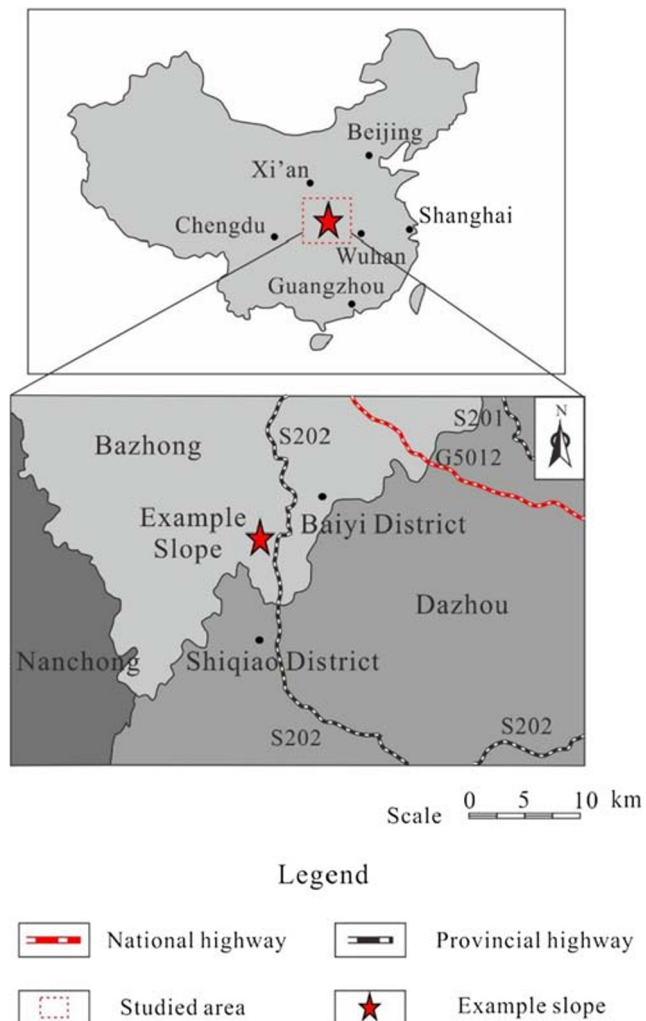 Beijing
Xi'an
Shanghai
Chengdu
Wuhan
Guangzhou
N
S201
S202
Bazhong
G5012
Example
Slope
Baiyi District
Dazhou
Nanchong
Shiqiao District
S202
S202
0 5 10 km
Scale
Legend
National highway
Provincial highway
Studied area
Example slope